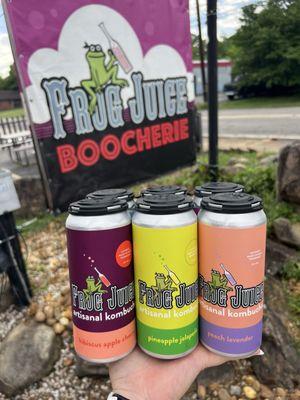 FROG JUICE
BOOCHERIE
FROG JUICE
artisanal kombucha
hibiscus apple
FROG JUICE
artisanal kombucha
pineapple jalapeño
FROG JUICE
artisanal kombucha
peach lavender